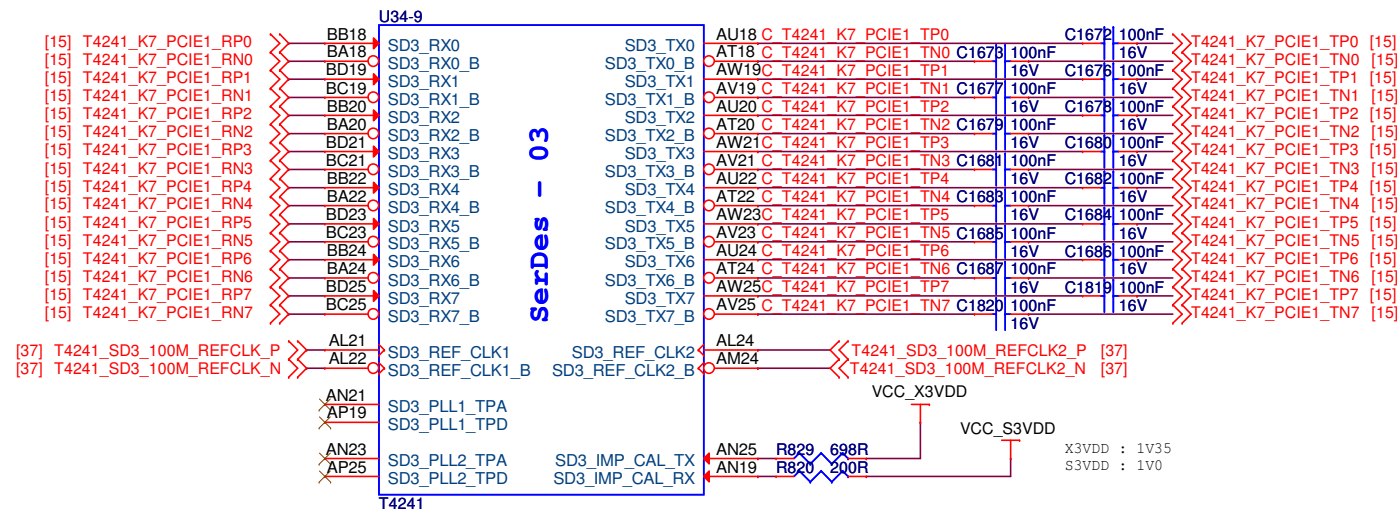 U34-9
[15] T4241_K7_PCIE1_RP0 BB18 SD3_RX0 SD3_TX0 AU18 C_T4241_K7_PCIE1_TP0 C1672 100nF T4241_K7_PCIE1_TP0 [15]
[15] T4241_K7_PCIE1_RN0 BA18 SD3_RX0_B SD3_TX0_B AT18 C_T4241_K7_PCIE1_TN0 C1673 100nF 16V T4241_K7_PCIE1_TN0 [15]
[15] T4241_K7_PCIE1_RP1 BD19 SD3_RX1 SD3_TX1 AW19 C_T4241_K7_PCIE1_TP1 16V C1676 100nF T4241_K7_PCIE1_TP1 [15]
[15] T4241_K7_PCIE1_RN1 BC19 SD3_RX1_B SD3_TX1_B AV19 C_T4241_K7_PCIE1_TN1 C1677 100nF 16V T4241_K7_PCIE1_TN1 [15]
[15] T4241_K7_PCIE1_RP2 BB20 SD3_RX2 SD3_TX2 AU20 C_T4241_K7_PCIE1_TP2 16V C1678 100nF T4241_K7_PCIE1_TP2 [15]
[15] T4241_K7_PCIE1_RN2 BA20 SD3_RX2_B SD3_TX2_B AT20 C_T4241_K7_PCIE1_TN2 C1679 100nF 16V T4241_K7_PCIE1_TN2 [15]
[15] T4241_K7_PCIE1_RP3 BD21 SD3_RX3 SD3_TX3 AW21 C_T4241_K7_PCIE1_TP3 16V C1680 100nF T4241_K7_PCIE1_TP3 [15]
[15] T4241_K7_PCIE1_RN3 BC21 SD3_RX3_B SD3_TX3_B AV21 C_T4241_K7_PCIE1_TN3 C1681 100nF 16V T4241_K7_PCIE1_TN3 [15]
[15] T4241_K7_PCIE1_RP4 BB22 SD3_RX4 SD3_TX4 AU22 C_T4241_K7_PCIE1_TP4 16V C1682 100nF T4241_K7_PCIE1_TP4 [15]
[15] T4241_K7_PCIE1_RN4 BA22 SD3_RX4_B SD3_TX4_B AT22 C_T4241_K7_PCIE1_TN4 C1683 100nF 16V T4241_K7_PCIE1_TN4 [15]
[15] T4241_K7_PCIE1_RP5 BD23 SD3_RX5 SD3_TX5 AW23 C_T4241_K7_PCIE1_TP5 16V C1684 100nF T4241_K7_PCIE1_TP5 [15]
[15] T4241_K7_PCIE1_RN5 BC23 SD3_RX5_B SD3_TX5_B AV23 C_T4241_K7_PCIE1_TN5 C1685 100nF 16V T4241_K7_PCIE1_TN5 [15]
[15] T4241_K7_PCIE1_RP6 BB24 SD3_RX6 SD3_TX6 AU24 C_T4241_K7_PCIE1_TP6 16V C1686 100nF T4241_K7_PCIE1_TP6 [15]
[15] T4241_K7_PCIE1_RN6 BA24 SD3_RX6_B SD3_TX6_B AT24 C_T4241_K7_PCIE1_TN6 C1687 100nF 16V T4241_K7_PCIE1_TN6 [15]
[15] T4241_K7_PCIE1_RP7 BD25 SD3_RX7 SD3_TX7 AW25 C_T4241_K7_PCIE1_TP7 16V C1819 100nF T4241_K7_PCIE1_TP7 [15]
[15] T4241_K7_PCIE1_RN7 BC25 SD3_RX7_B SD3_TX7_B AV25 C_T4241_K7_PCIE1_TN7 C1820 100nF 16V T4241_K7_PCIE1_TN7 [15]
16V
SerDes - 03
[37] T4241_SD3_100M_REFCLK_P AL21 SD3_REF_CLK1 SD3_REF_CLK2 AL24 T4241_SD3_100M_REFCLK2_P [37]
[37] T4241_SD3_100M_REFCLK_N AL22 SD3_REF_CLK1_B SD3_REF_CLK2_B AM24 T4241_SD3_100M_REFCLK2_N [37]
VCC_X3VDD
AN21 SD3_PLL1_TPA
AP19 SD3_PLL1_TPD
VCC_S3VDD
AN23 SD3_PLL2_TPA SD3_IMP_CAL_TX AN25 R829 698R X3VDD : 1V35
AP25 SD3_PLL2_TPD SD3_IMP_CAL_RX AN19 R820 200R S3VDD : 1V0
T4241